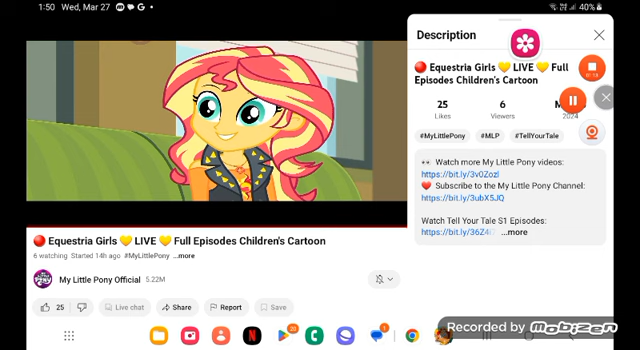 1:50 Wed, Mar 27
40%
Description
🔴 Equestria Girls 💛 LIVE 💛 Full
Episodes Children's Cartoon
25
6
Likes
Viewers
2024
#MyLittlePony
#MLP
#TellYourTale
👀 Watch more My Little Pony videos:
https://bit.ly/3v0Zozl
❤️ Subscribe to the My Little Pony Channel:
https://bit.ly/3ubX5JQ
Watch Tell Your Tale S1 Episodes:
...more
🔴 Equestria Girls 💛 LIVE 💛 Full Episodes Children's Cartoon
6 watching Started 14h ago #MyLittlePony ...more
My Little Pony Official 5.22M
25
Live chat
Share
Report
Save
Recorded by mobizen